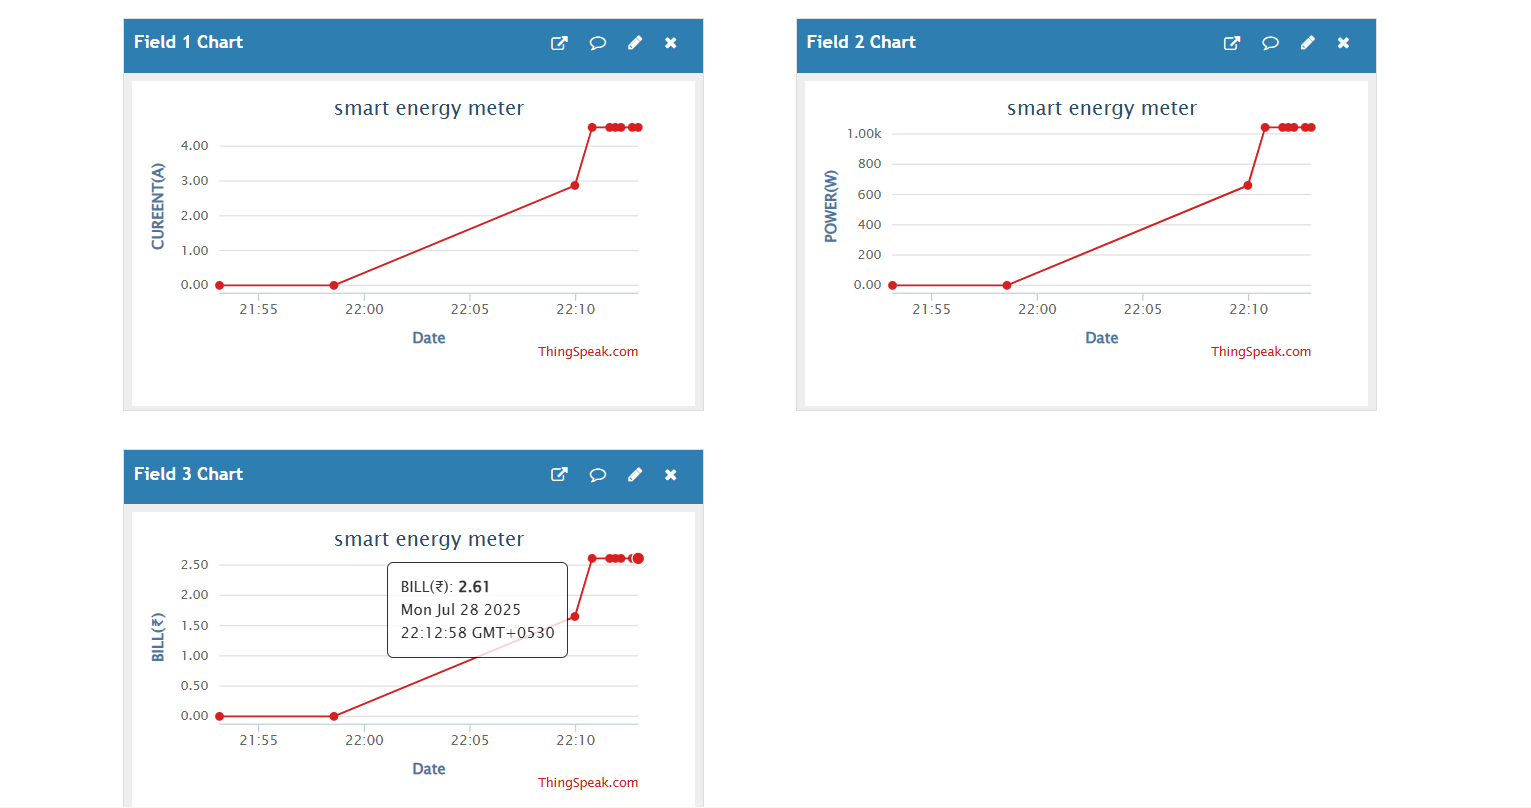 Field 1 Chart
smart energy meter
CUREENT(A)
4.00
3.00
2.00
1.00
0.00
21:55 22:00 22:05 22:10
Date
ThingSpeak.com
Field 2 Chart
smart energy meter
POWER(W)
1.00k
800
600
400
200
0.00
21:55 22:00 22:05 22:10
Date
ThingSpeak.com
Field 3 Chart
smart energy meter
BILL(₹)
2.50
2.00
1.50
1.00
0.50
0.00
BILL(₹): 2.61
Mon Jul 28 2025
22:12:58 GMT+0530
21:55 22:00 22:05 22:10
Date
ThingSpeak.com